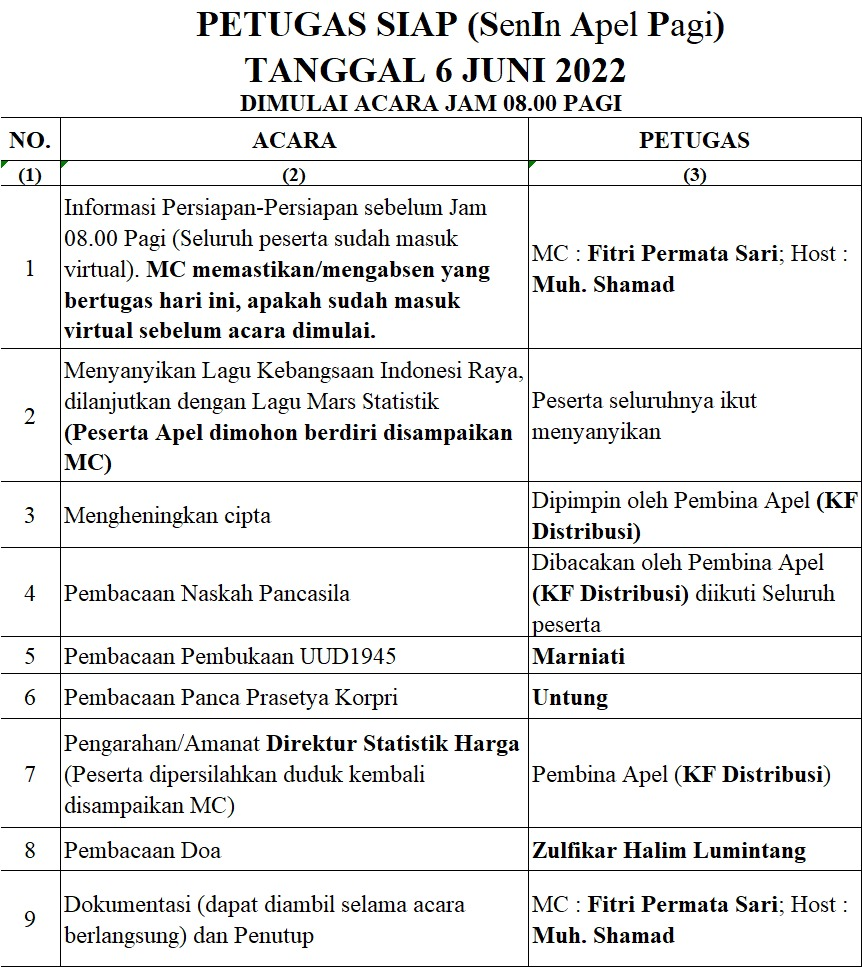 PETUGAS SIAP (SenIn Apel Pagi)
TANGGAL 6 JUNI 2022
DIMULAI ACARA JAM 08.00 PAGI
NO.
ACARA
PETUGAS
(1)
(2)
(3)
1
Informasi Persiapan-Persiapan sebelum Jam
08.00 Pagi (Seluruh peserta sudah masuk
virtual). MC memastikan/mengabsen yang
bertugas hari ini, apakah sudah masuk
virtual sebelum acara dimulai.
MC : Fitri Permata Sari; Host :
Muh. Shamad
2
Menyanyikan Lagu Kebangsaan Indonesi Raya,
dilanjutkan dengan Lagu Mars Statistik
(Peserta Apel dimohon berdiri disampaikan
MC)
Peserta seluruhnya ikut
menyanyikan
3
Mengheningkan cipta
Dipimpin oleh Pembina Apel (KF
Distribusi)
4
Pembacaan Naskah Pancasila
Dibacakan oleh Pembina Apel
(KF Distribusi) diikuti Seluruh
peserta
5
Pembacaan Pembukaan UUD1945
Marniati
6
Pembacaan Panca Prasetya Korpri
Untung
7
Pengarahan/Amanat Direktur Statistik Harga
(Peserta dipersilahkan duduk kembali
disampaikan MC)
Pembina Apel (KF Distribusi)
8
Pembacaan Doa
Zulfikar Halim Lumintang
9
Dokumentasi (dapat diambil selama acara
berlangsung) dan Penutup
MC : Fitri Permata Sari; Host :
Muh. Shamad